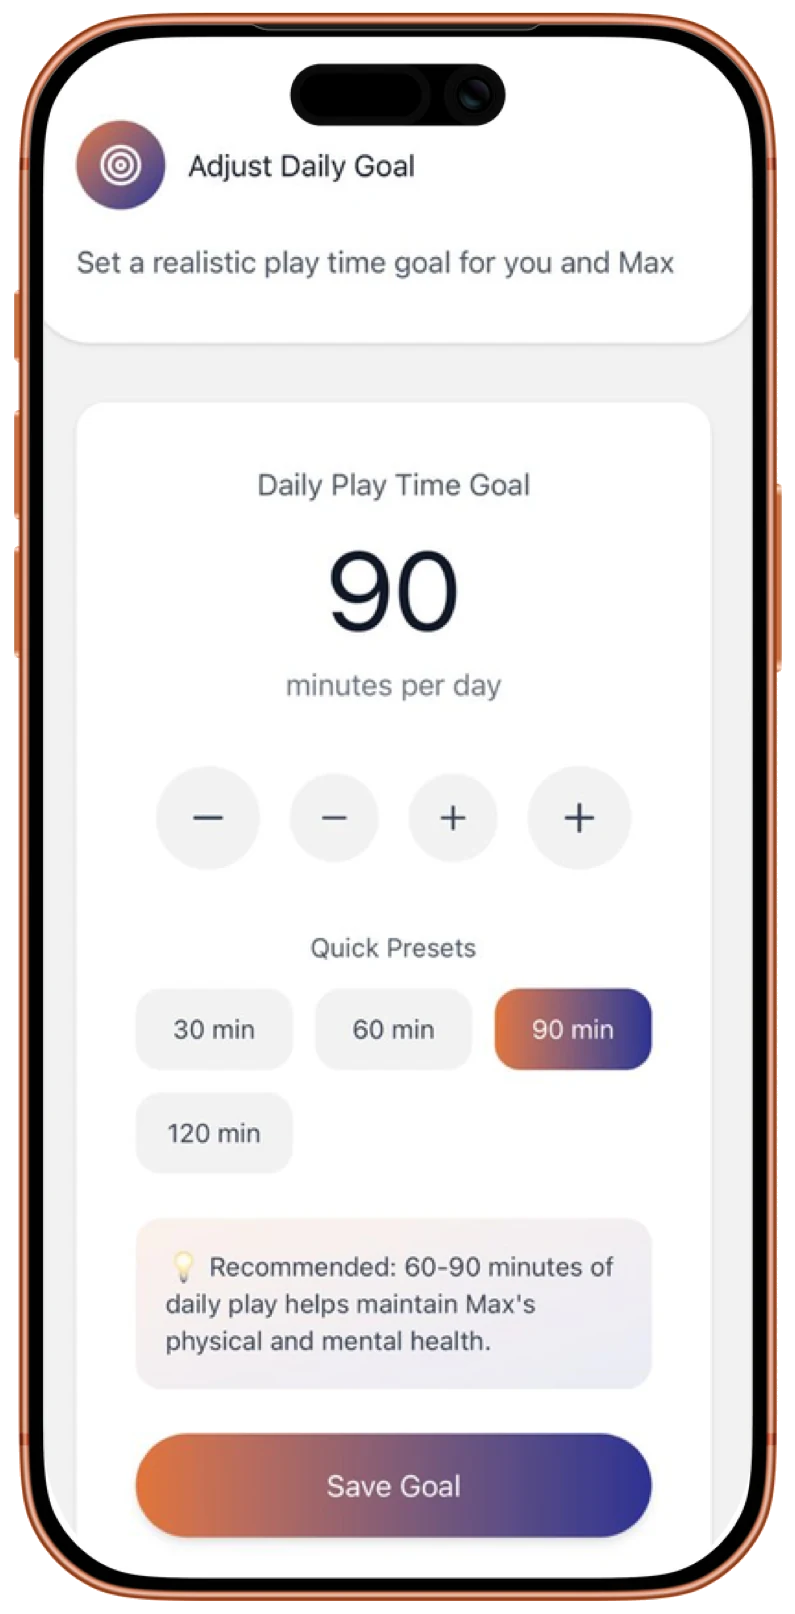 Adjust Daily Goal
Set a realistic play time goal for you and Max
Daily Play Time Goal
90
minutes per day
− − + +
Quick Presets
30 min 60 min 90 min
120 min
💡 Recommended: 60-90 minutes of
daily play helps maintain Max's
physical and mental health.
Save Goal